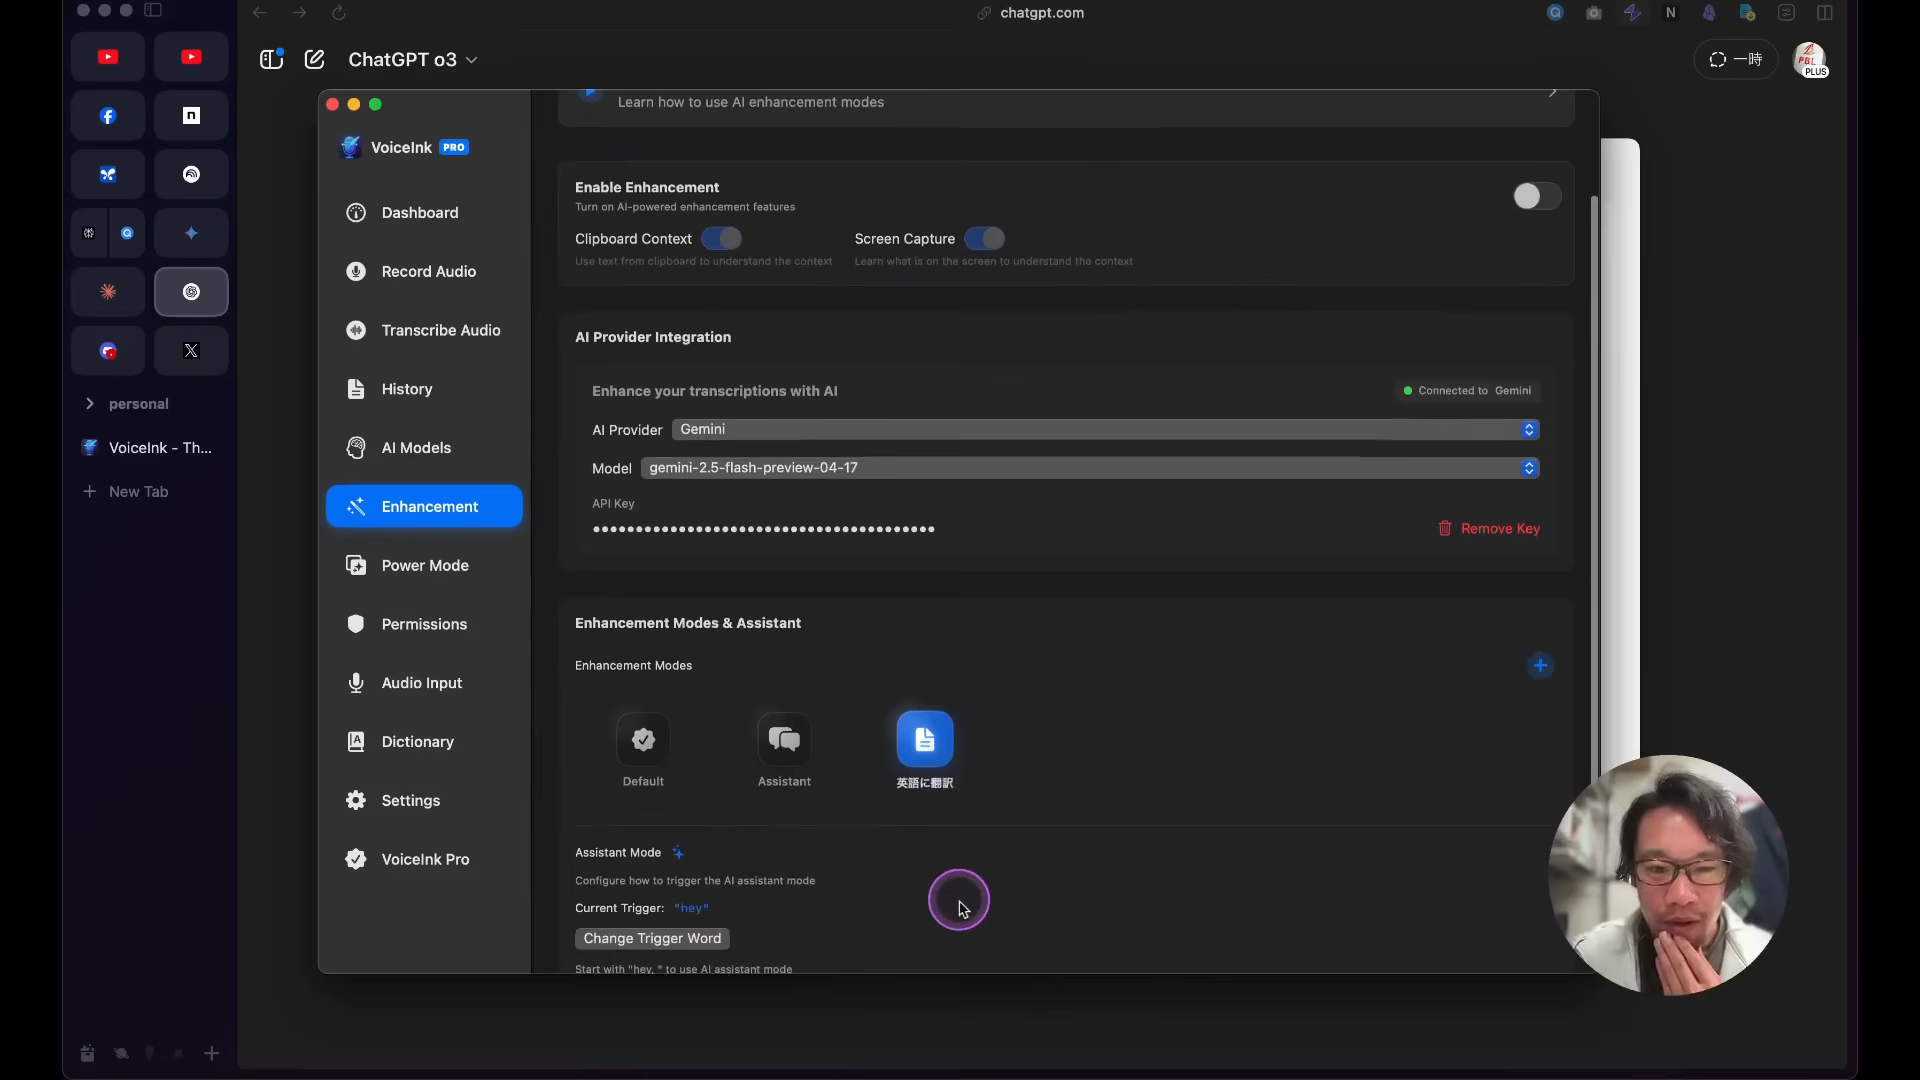 chatgpt.com
ChatGPT o3
一時
PLUS
Learn how to use AI enhancement modes
VoiceInk PRO
Dashboard
Record Audio
Transcribe Audio
History
AI Models
Enhancement
Power Mode
Permissions
Audio Input
Dictionary
Settings
VoiceInk Pro
personal
VoiceInk - Th...
New Tab
Enable Enhancement
Turn on AI-powered enhancement features
Clipboard Context
Use text from clipboard to understand the context
Screen Capture
Learn what is on the screen to understand the context
AI Provider Integration
Enhance your transcriptions with AI
Connected to Gemini
AI Provider Gemini
Model gemini-2.5-flash-preview-04-17
API Key
•••••••••••••••••••••••••••••••••••••••
Remove Key
Enhancement Modes & Assistant
Enhancement Modes
Default
Assistant
英語に翻訳
Assistant Mode
Configure how to trigger the AI assistant mode
Current Trigger: "hey"
Change Trigger Word
Start with "hey, " to use AI assistant mode